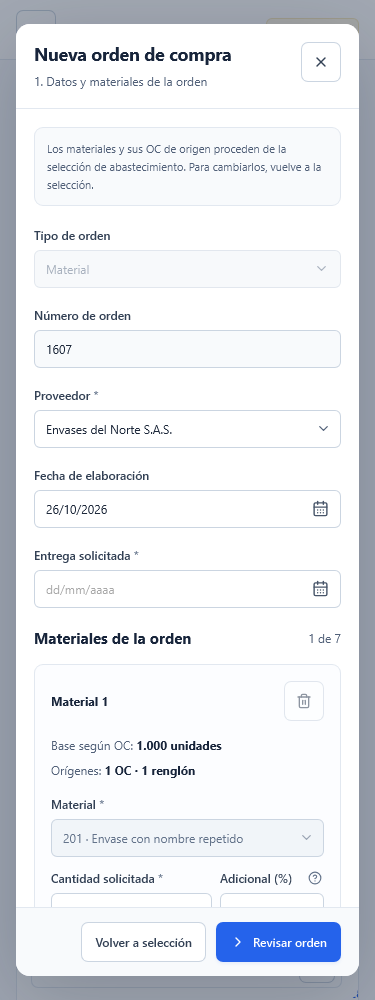 Nueva orden de compra
1. Datos y materiales de la orden
Los materiales y sus OC de origen proceden de la
selección de abastecimiento. Para cambiarlos, vuelve a la
selección.
Tipo de orden
Material
Número de orden
1607
Proveedor *
Envases del Norte S.A.S.
Fecha de elaboración
26/10/2026
Entrega solicitada *
dd/mm/aaaa
Materiales de la orden
1 de 7
Material 1
Base según OC: 1.000 unidades
Orígenes: 1 OC · 1 renglón
Material *
201 · Envase con nombre repetido
Cantidad solicitada *
Adicional (%)
Volver a selección
Revisar orden